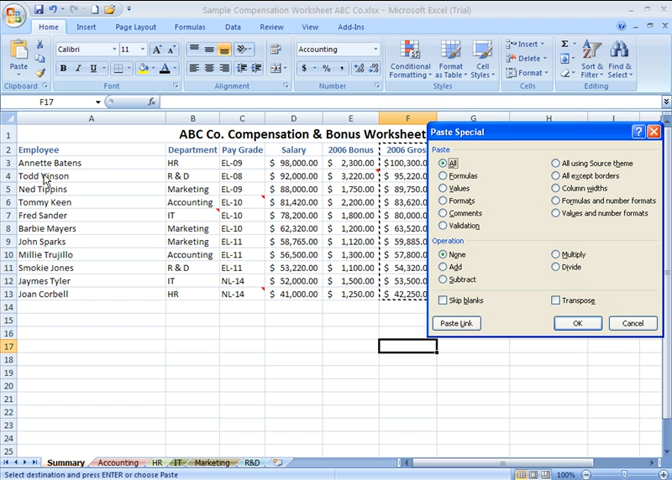 Sample Compensation Worksheet ABC Co.xlsx - Microsoft Excel (Trial)
Home Insert Page Layout Formulas Data Review View
Paste Calibri 11 Accounting Conditional Formatting Format as Table Cell Styles Insert Delete Format Sort & Filter Find & Select
Clipboard Font Alignment Number Styles Cells Editing
F17
A B C D E F G H I
1 ABC Co. Compensation & Bonus Worksheet
2 Employee Department Pay Grade Salary 2006 Bonus 2006 Gross
3 Annette Batens HR EL-09 $ 98,000.00 $ 2,300.00 $100,300.0
4 Todd Vinson R & D EL-08 $ 92,000.00 $ 3,220.00 $ 95,220.0
5 Ned Tippins Marketing EL-09 $ 88,000.00 $ 1,750.00 $ 89,750.0
6 Tommy Keen Accounting EL-10 $ 81,420.00 $ 2,200.00 $ 83,620.0
7 Fred Sander IT EL-10 $ 78,200.00 $ 1,800.00 $ 80,000.0
8 Barbie Mayers Marketing EL-10 $ 62,320.00 $ 1,200.00 $ 63,520.0
9 John Sparks Marketing EL-11 $ 58,765.00 $ 1,120.00 $ 59,885.0
10 Millie Trujillo Accounting EL-11 $ 56,500.00 $ 1,300.00 $ 57,800.0
11 Smokie Jones R & D EL-11 $ 53,220.00 $ 1,100.00 $ 54,320.0
12 Jaymes Tyler IT NL-14 $ 52,000.00 $ 1,500.00 $ 53,500.0
13 Joan Corbell HR NL-14 $ 41,000.00 $ 1,250.00 $ 42,250.0
14
15
16
17
18
19
20
21
22
23
24
25
Paste Special
Paste
All All using Source theme
Formulas All except borders
Values Column widths
Formats Formulas and number formats
Comments Values and number formats
Validation
Operation
None Multiply
Add Divide
Subtract
Skip blanks Transpose
Paste Link OK Cancel
Summary Accounting HR IT Marketing R&D
Select destination and press ENTER or choose Paste 100%